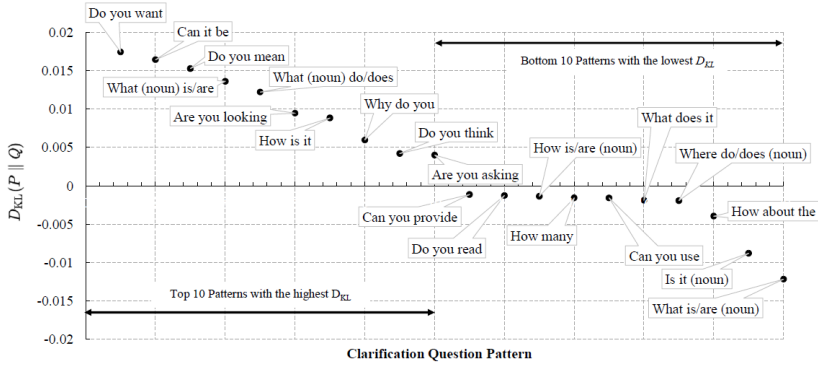 Do you want
0.02
Can it be
Do you mean
Bottom 10 Patterns with the lowest D_KL
0.015
What (noun) is/are
What (noun) do/does
0.01
Are you looking
Why do you
What does it
How is it
Do you think
How is/are (noun)
Where do/does (noun)
0.005
Are you asking
0
Can you provide
How about the
-0.005
Do you read
How many
Can you use
-0.01
Is it (noun)
Top 10 Patterns with the highest D_KL
What is/are (noun)
-0.015
-0.02
D_KL(P ∥ Q)
Clarification Question Pattern